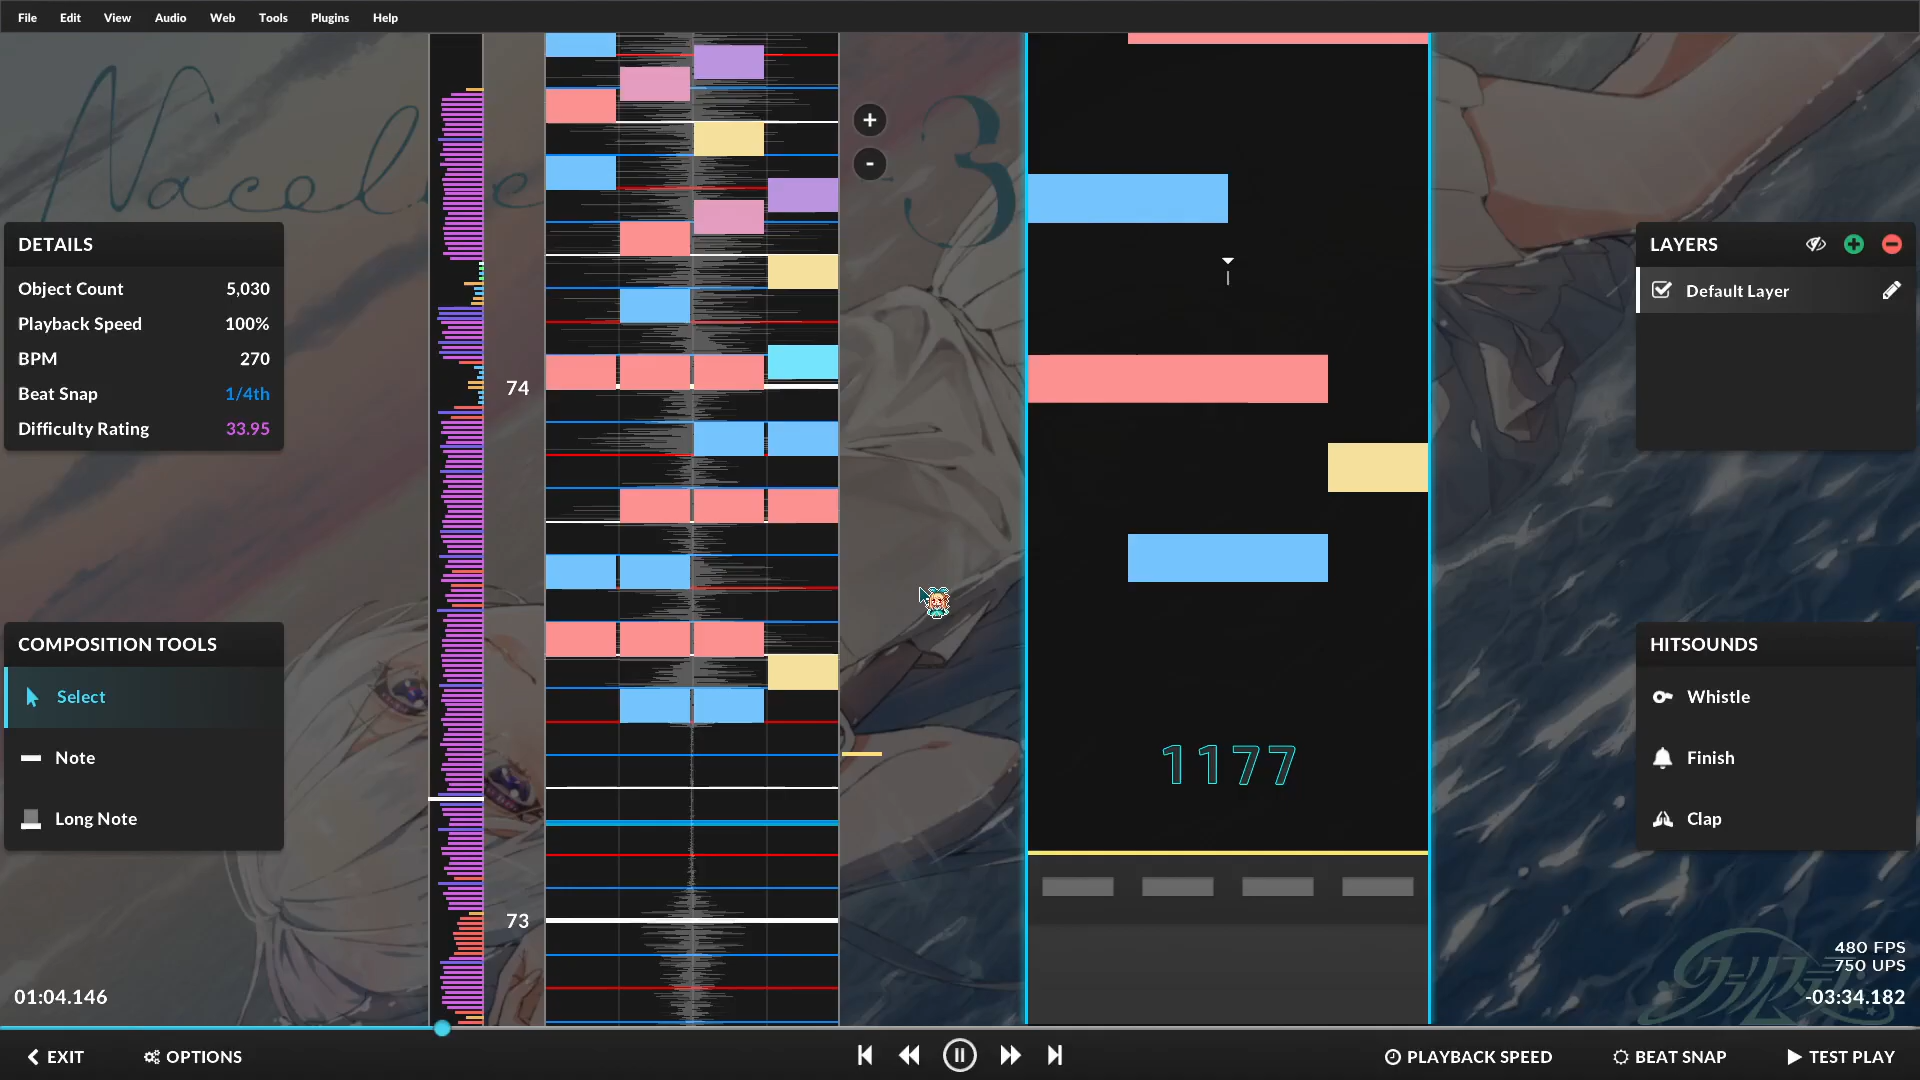 File Edit View Audio Web Tools Plugins Help
DETAILS
Object Count 5,030
Playback Speed 100%
BPM 270
Beat Snap 1/4th
Difficulty Rating 33.95
COMPOSITION TOOLS
Select
Note
Long Note
01:04.146
74
73
+
-
3
1177
LAYERS
Default Layer
HITSOUNDS
Whistle
Finish
Clap
480 FPS
750 UPS
-03:34.182
EXIT OPTIONS PLAYBACK SPEED BEAT SNAP TEST PLAY